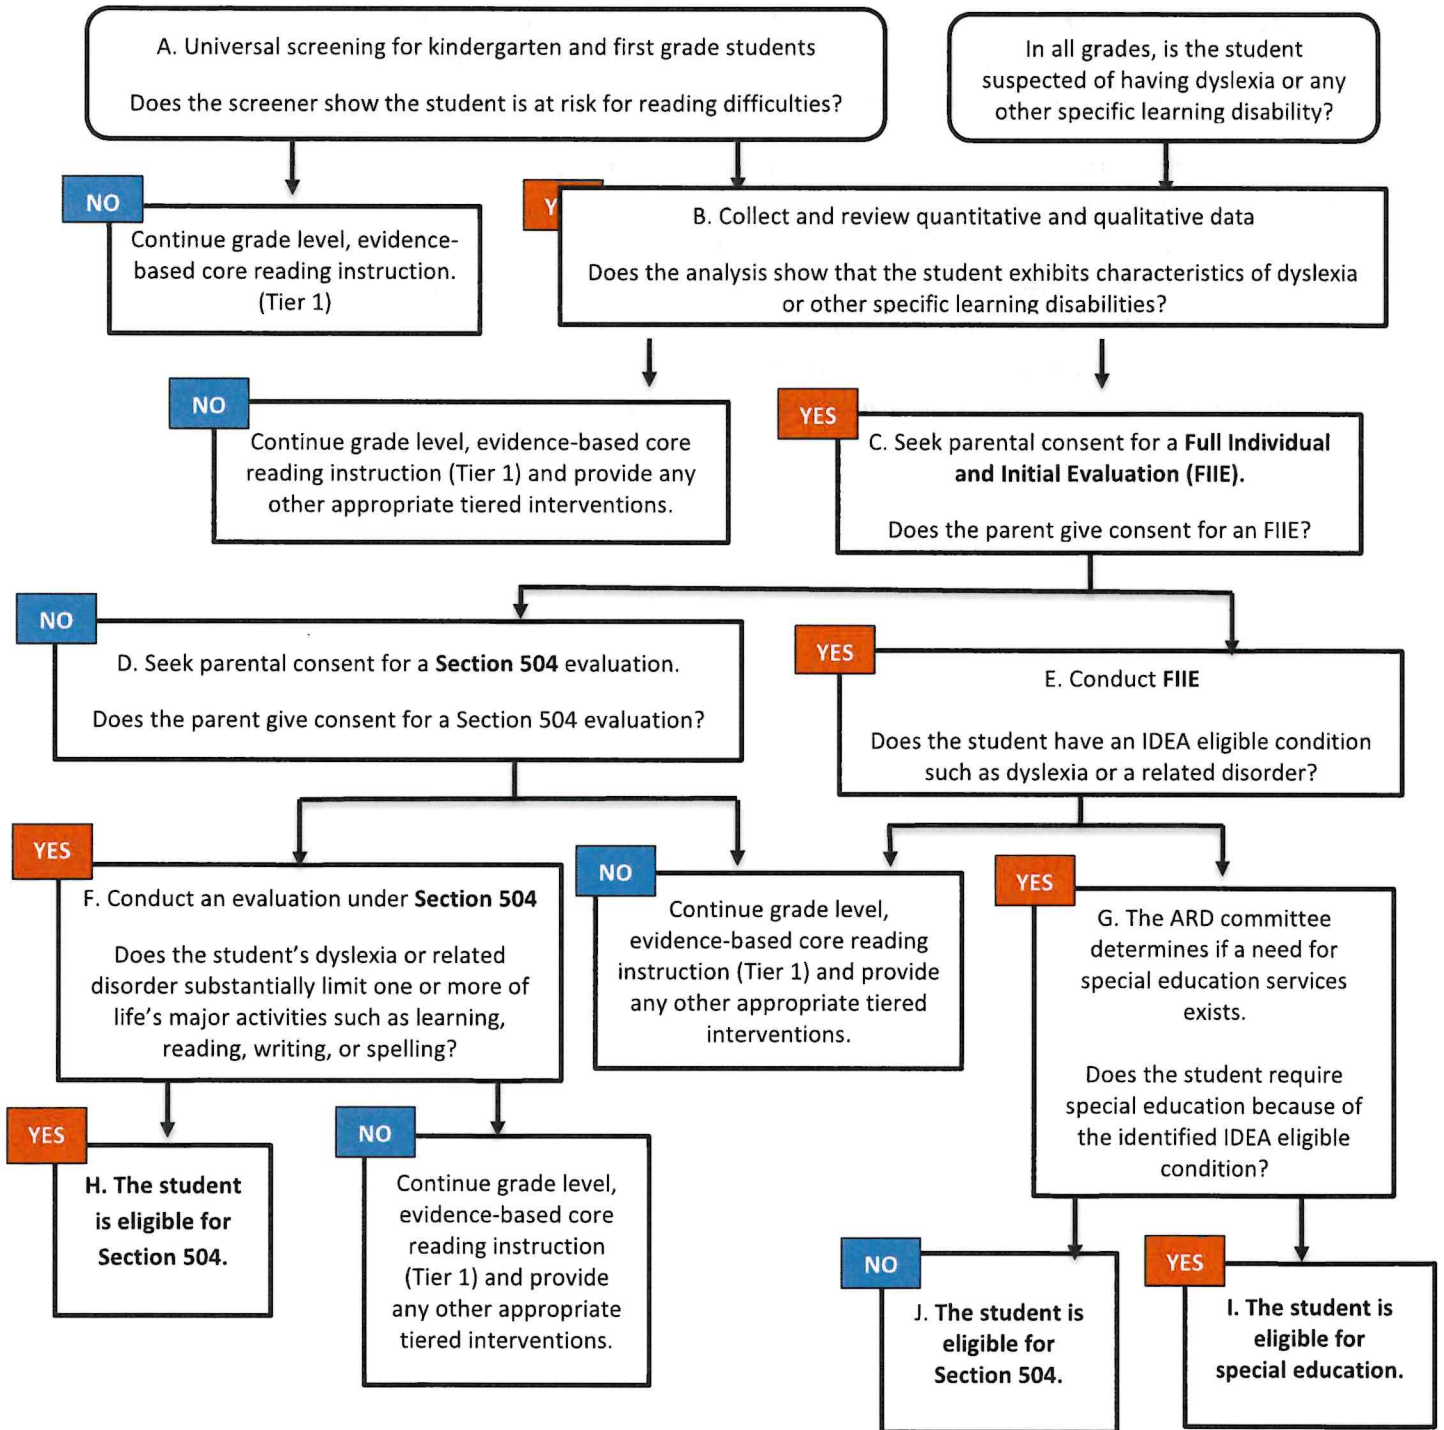 A. Universal screening for kindergarten and first grade students
Does the screener show the student is at risk for reading difficulties?
In all grades, is the student
suspected of having dyslexia or any
other specific learning disability?
NO
Continue grade level, evidence-
based core reading instruction.
(Tier 1)
Y
B. Collect and review quantitative and qualitative data
Does the analysis show that the student exhibits characteristics of dyslexia
or other specific learning disabilities?
NO
Continue grade level, evidence-based core
reading instruction (Tier 1) and provide any
other appropriate tiered interventions.
YES
C. Seek parental consent for a Full Individual
and Initial Evaluation (FIIE).
Does the parent give consent for an FIIE?
NO
D. Seek parental consent for a Section 504 evaluation.
Does the parent give consent for a Section 504 evaluation?
YES
E. Conduct FIIE
Does the student have an IDEA eligible condition
such as dyslexia or a related disorder?
YES
F. Conduct an evaluation under Section 504
Does the student’s dyslexia or related
disorder substantially limit one or more of
life’s major activities such as learning,
reading, writing, or spelling?
NO
Continue grade level,
evidence-based core reading
instruction (Tier 1) and provide
any other appropriate tiered
interventions.
YES
G. The ARD committee
determines if a need for
special education services
exists.
Does the student require
special education because of
the identified IDEA eligible
condition?
YES
H. The student
is eligible for
Section 504.
NO
Continue grade level,
evidence-based core
reading instruction
(Tier 1) and provide
any other appropriate
tiered interventions.
NO
J. The student is
eligible for
Section 504.
YES
I. The student is
eligible for
special education.